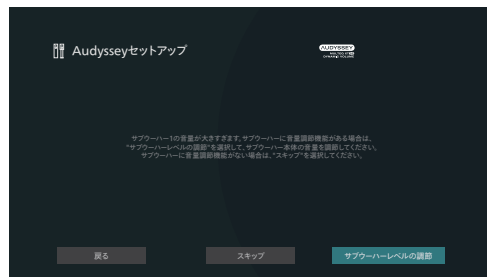 Audysseyセットアップ
AUDYSSEY
MULTEQ XT32
DYNAMIC VOLUME
サブウーハー1の音量が大きすぎます。サブウーハーに音量調節機能がある場合は、
"サブウーハーレベルの調節"を選択して、サブウーハー本体の音量を調節してください。
サブウーハーに音量調節機能がない場合は、"スキップ"を選択してください。
戻る
スキップ
サブウーハーレベルの調節